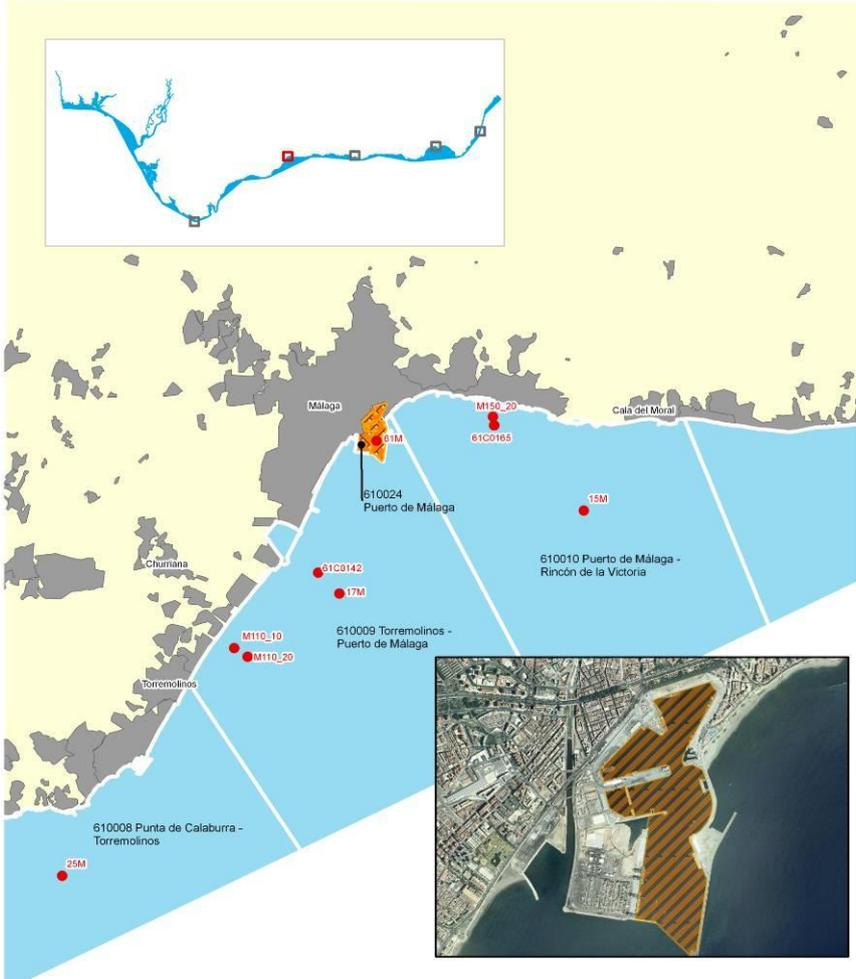 Málaga
M150_20
Cala del Moral
61M
61C0165
610024
Puerto de Málaga
15M
610010 Puerto de Málaga -
Rincón de la Victoria
Churriana
61C0142
17M
610009 Torremolinos -
Puerto de Málaga
M110_10
M110_20
Torremolinos
610008 Punta de Calaburra -
Torremolinos
25M